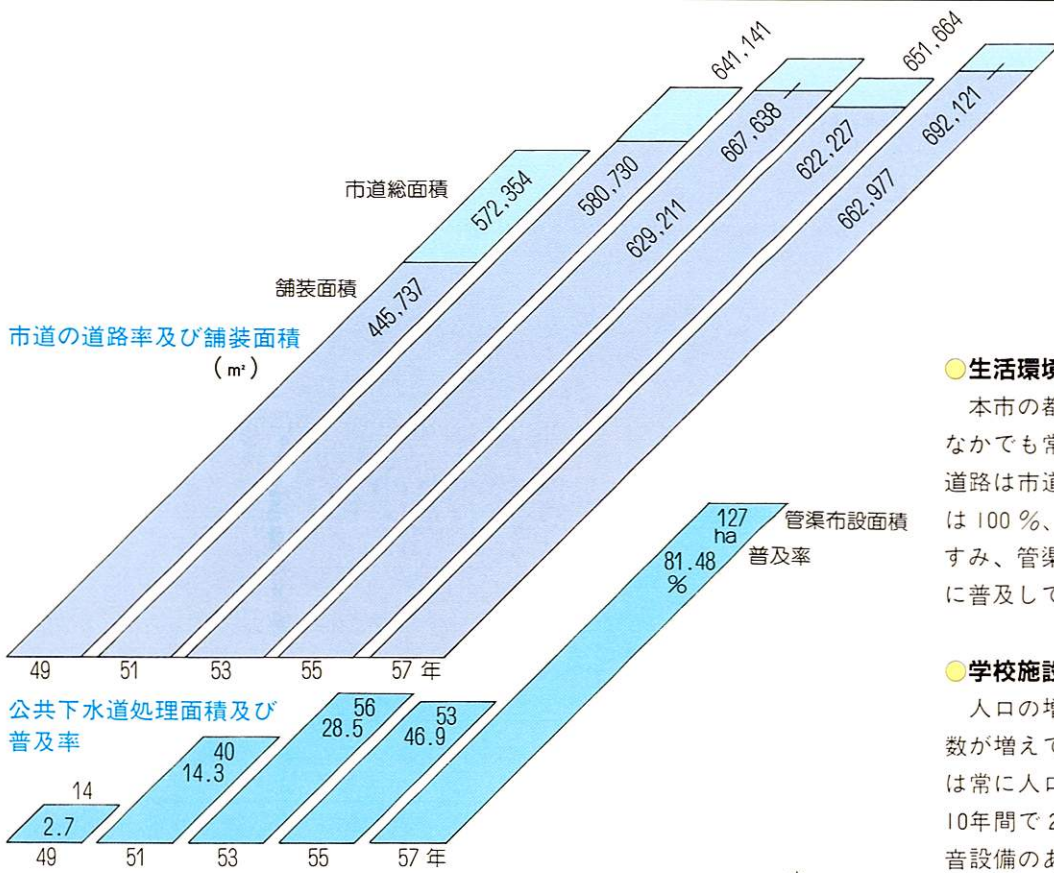 641,141
651,664
692,121
667,638
622,227
市道総面積
572,354
580,730
629,211
662,977
舗装面積
445,737
市道の道路率及び舗装面積
（㎡）
49 51 53 55 57年
127
ha
管渠布設面積
81.48
%
普及率
公共下水道処理面積及び
普及率
14
2.7
40
14.3
56
28.5
53
46.9
49 51 53 55 57年
●生活環境
本市の都
なかでも常
道路は市道
は100％、
すみ、管渠
に普及して
●学校施設
人口の増
数が増えて
は常に人口
10年間で2
音設備のあ